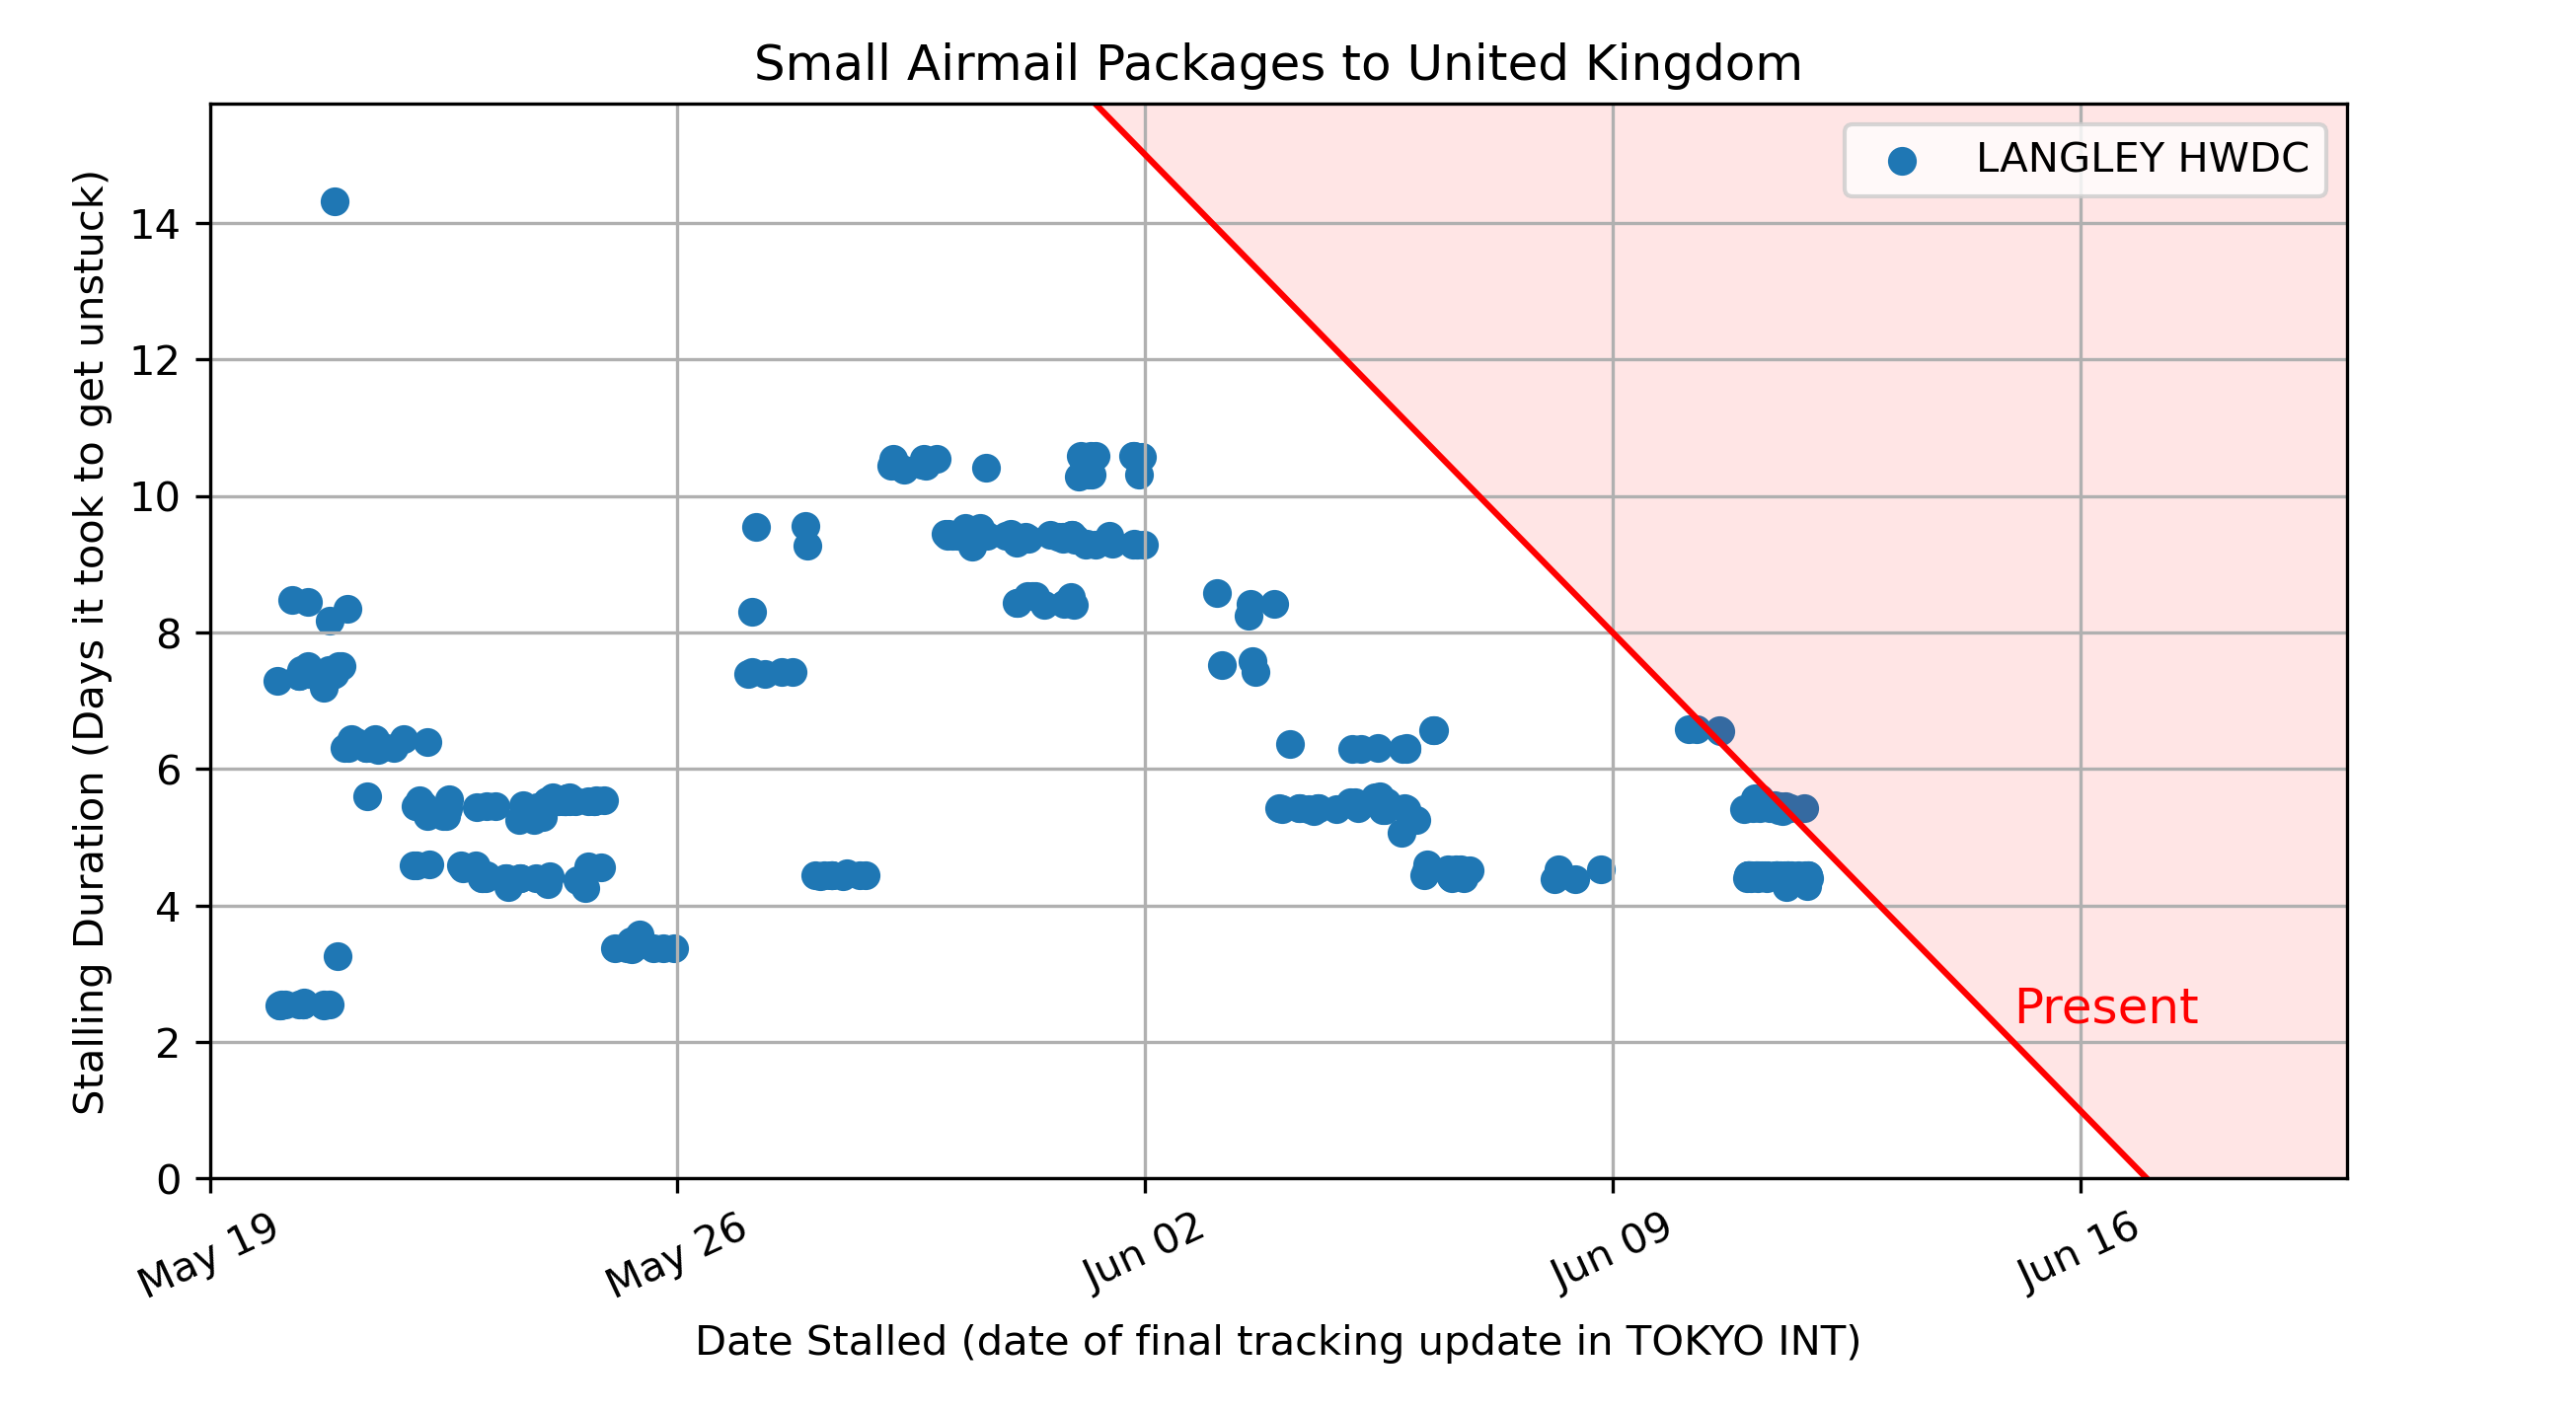 Small Airmail Packages to United Kingdom
LANGLEY HWDC
Stalling Duration (Days it took to get unstuck)
14
12
10
8
6
4
2
0
Present
May 19
May 26
Jun 02
Jun 09
Jun 16
Date Stalled (date of final tracking update in TOKYO INT)